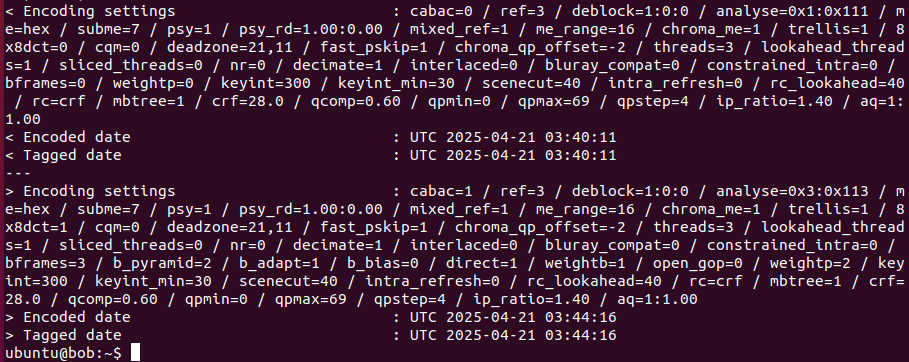 < Encoding settings                        : cabac=0 / ref=3 / deblock=1:0:0 / analyse=0x1:0x111 / m
e=hex / subme=7 / psy=1 / psy_rd=1.00:0.00 / mixed_ref=1 / me_range=16 / chroma_me=1 / trellis=1 / 8
x8dct=0 / cqm=0 / deadzone=21,11 / fast_pskip=1 / chroma_qp_offset=-2 / threads=3 / lookahead_thread
s=1 / sliced_threads=0 / nr=0 / decimate=1 / interlaced=0 / bluray_compat=0 / constrained_intra=0 /
bframes=0 / weightp=0 / keyint=300 / keyint_min=30 / scenecut=40 / intra_refresh=0 / rc_lookahead=40
 / rc=crf / mbtree=1 / crf=28.0 / qcomp=0.60 / qpmin=0 / qpmax=69 / qpstep=4 / ip_ratio=1.40 / aq=1:
1.00
< Encoded date                             : UTC 2025-04-21 03:40:11
< Tagged date                              : UTC 2025-04-21 03:40:11
---
> Encoding settings                        : cabac=1 / ref=3 / deblock=1:0:0 / analyse=0x3:0x113 / m
e=hex / subme=7 / psy=1 / psy_rd=1.00:0.00 / mixed_ref=1 / me_range=16 / chroma_me=1 / trellis=1 / 8
x8dct=1 / cqm=0 / deadzone=21,11 / fast_pskip=1 / chroma_qp_offset=-2 / threads=3 / lookahead_thread
s=1 / sliced_threads=0 / nr=0 / decimate=1 / interlaced=0 / bluray_compat=0 / constrained_intra=0 /
bframes=3 / b_pyramid=2 / b_adapt=1 / b_bias=0 / direct=1 / weightb=1 / open_gop=0 / weightp=2 / key
int=300 / keyint_min=30 / scenecut=40 / intra_refresh=0 / rc_lookahead=40 / rc=crf / mbtree=1 / crf=
28.0 / qcomp=0.60 / qpmin=0 / qpmax=69 / qpstep=4 / ip_ratio=1.40 / aq=1:1.00
> Encoded date                             : UTC 2025-04-21 03:44:16
> Tagged date                              : UTC 2025-04-21 03:44:16
ubuntu@bob:~$